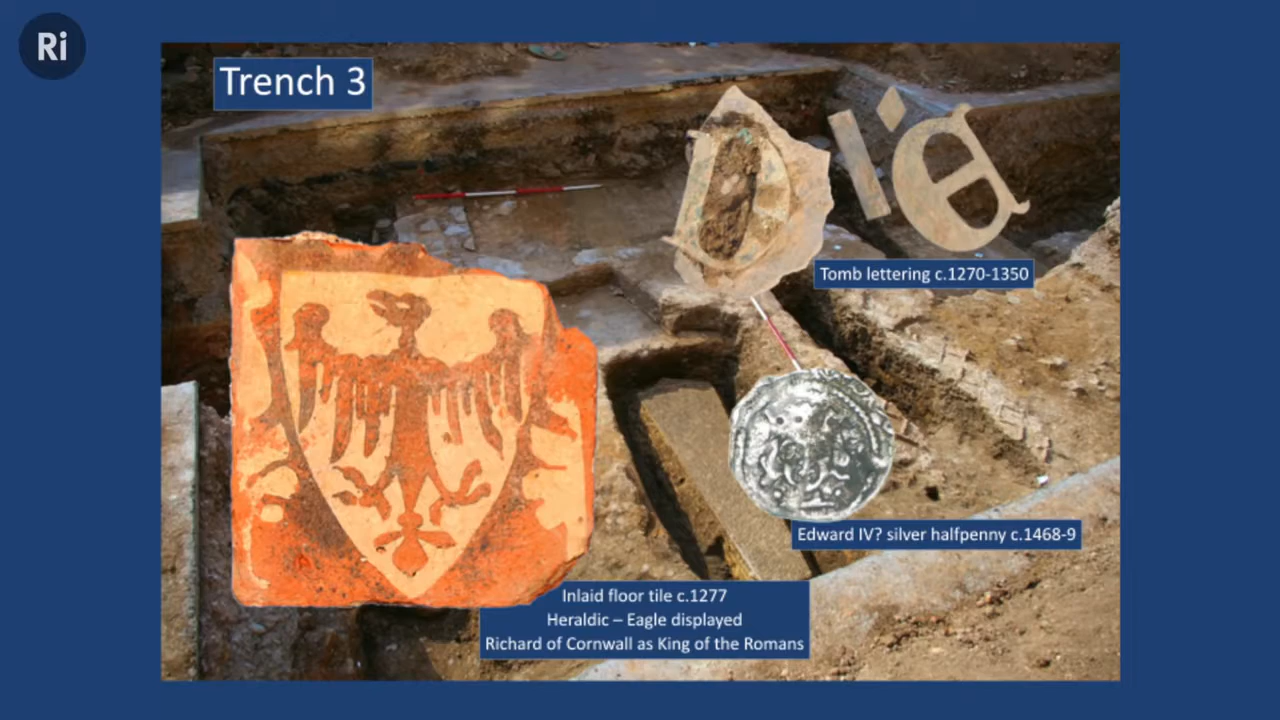 Ri
Trench 3
Tomb lettering c.1270-1350
Edward IV? silver halfpenny c.1468-9
Inlaid floor tile c.1277
Heraldic – Eagle displayed
Richard of Cornwall as King of the Romans